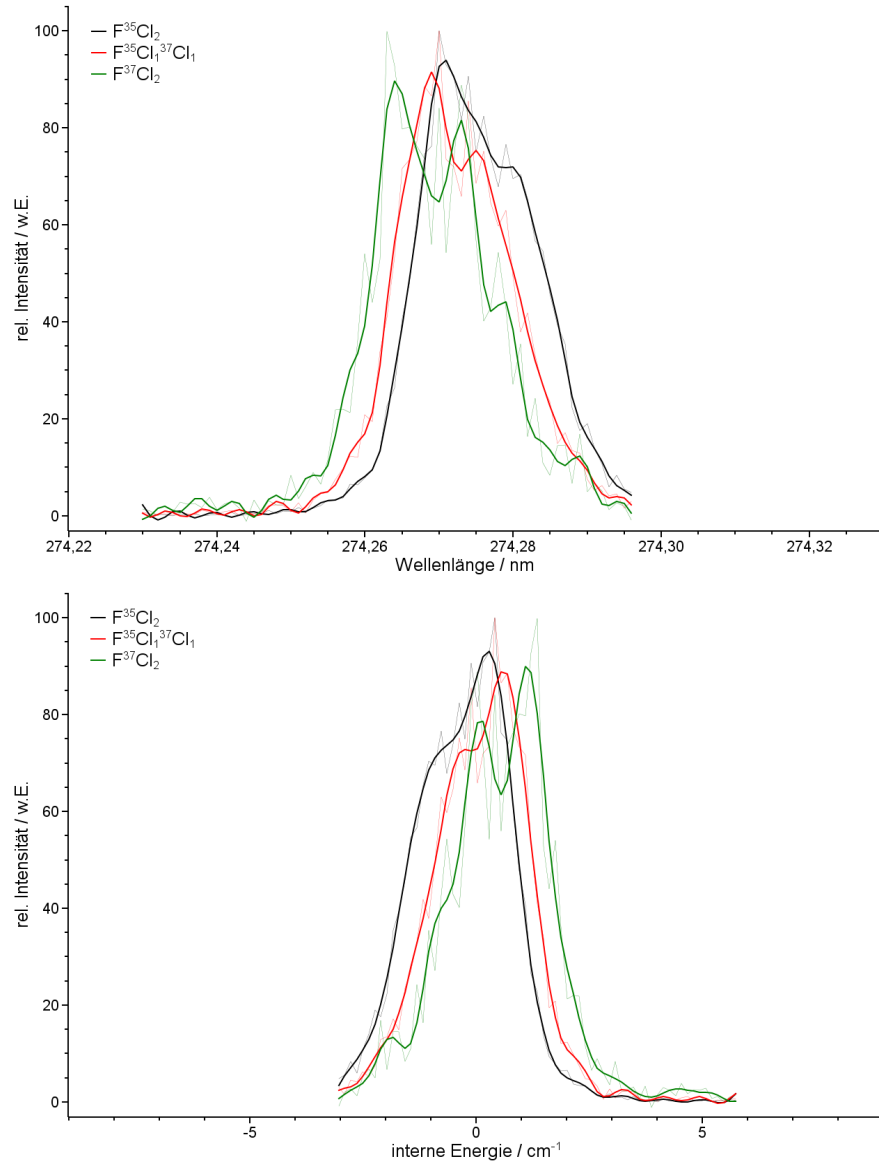 100
F³⁵Cl₂
F³⁵Cl₁³⁷Cl₁
F³⁷Cl₂
80
60
40
20
0
rel. Intensität / w.E.
274,22 274,24 274,26 274,28 274,30 274,32
Wellenlänge / nm
100
F³⁵Cl₂
F³⁵Cl₁³⁷Cl₁
F³⁷Cl₂
80
60
40
20
0
rel. Intensität / w.E.
-5 0 5
interne Energie / cm⁻¹